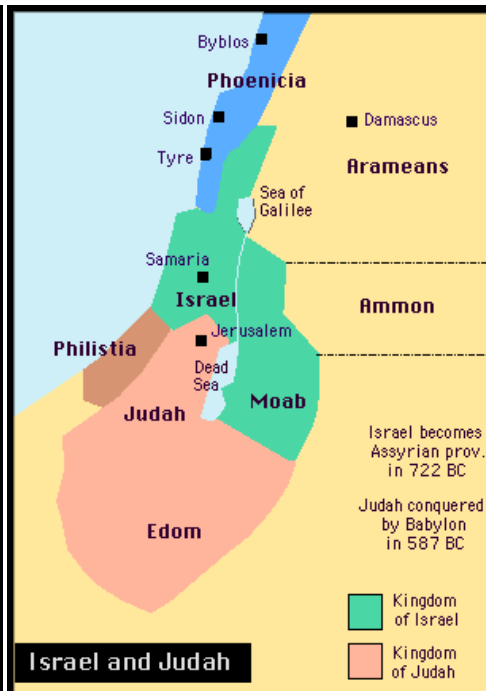 Byblos
Phoenicia
Sidon
Damascus
Tyre
Arameans
Sea of
Galilee
Samaria
Israel
Ammon
Jerusalem
Philistia
Dead
Sea
Moab
Judah
Israel becomes
Assyrian prov.
in 722 BC
Judah conquered
by Babylon
in 587 BC
Edom
Kingdom
of Israel
Kingdom
of Judah
Israel and Judah